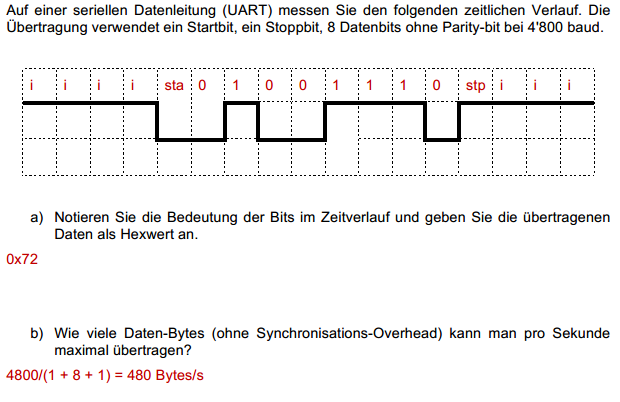 Auf einer seriellen Datenleitung (UART) messen Sie den folgenden zeitlichen Verlauf. Die
Übertragung verwendet ein Startbit, ein Stoppbit, 8 Datenbits ohne Parity-bit bei 4'800 baud.
i i i i sta 0 1 0 0 1 1 1 0 stp i i i
a) Notieren Sie die Bedeutung der Bits im Zeitverlauf und geben Sie die übertragenen
Daten als Hexwert an.
0x72
b) Wie viele Daten-Bytes (ohne Synchronisations-Overhead) kann man pro Sekunde
maximal übertragen?
4800/(1 + 8 + 1) = 480 Bytes/s